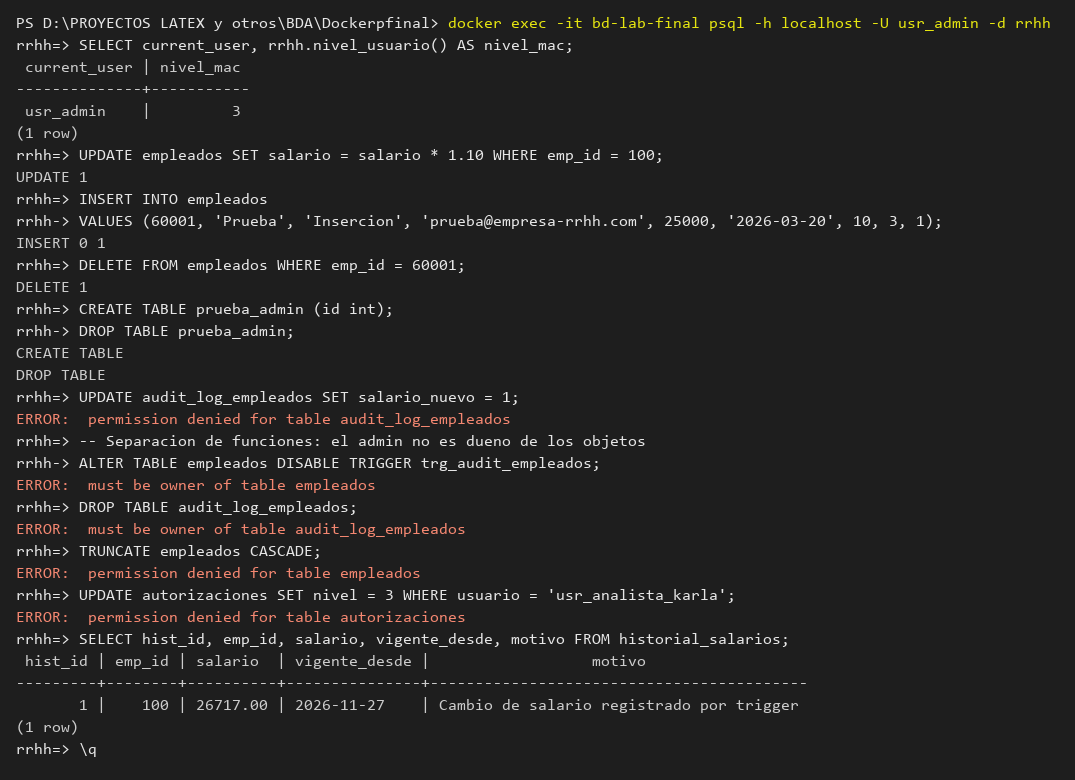 PS D:\PROYECTOS LATEX y otros\BDA\Dockerpfinal> docker exec -it bd-lab-final psql -h localhost -U usr_admin -d rrhh
rrhh=> SELECT current_user, rrhh.nivel_usuario() AS nivel_mac;
 current_user | nivel_mac
--------------+-----------
 usr_admin    |         3
(1 row)
rrhh=> UPDATE empleados SET salario = salario * 1.10 WHERE emp_id = 100;
UPDATE 1
rrhh=> INSERT INTO empleados
rrhh-> VALUES (60001, 'Prueba', 'Insercion', 'prueba@empresa-rrhh.com', 25000, '2026-03-20', 10, 3, 1);
INSERT 0 1
rrhh=> DELETE FROM empleados WHERE emp_id = 60001;
DELETE 1
rrhh=> CREATE TABLE prueba_admin (id int);
rrhh-> DROP TABLE prueba_admin;
CREATE TABLE
DROP TABLE
rrhh=> UPDATE audit_log_empleados SET salario_nuevo = 1;
ERROR:  permission denied for table audit_log_empleados
rrhh=> -- Separacion de funciones: el admin no es dueno de los objetos
rrhh-> ALTER TABLE empleados DISABLE TRIGGER trg_audit_empleados;
ERROR:  must be owner of table empleados
rrhh=> DROP TABLE audit_log_empleados;
ERROR:  must be owner of table audit_log_empleados
rrhh=> TRUNCATE empleados CASCADE;
ERROR:  permission denied for table empleados
rrhh=> UPDATE autorizaciones SET nivel = 3 WHERE usuario = 'usr_analista_karla';
ERROR:  permission denied for table autorizaciones
rrhh=> SELECT hist_id, emp_id, salario, vigente_desde, motivo FROM historial_salarios;
 hist_id | emp_id | salario  | vigente_desde |                  motivo
---------+--------+----------+---------------+------------------------------------------
       1 |    100 | 26717.00 | 2026-11-27    | Cambio de salario registrado por trigger
(1 row)
rrhh=> \q